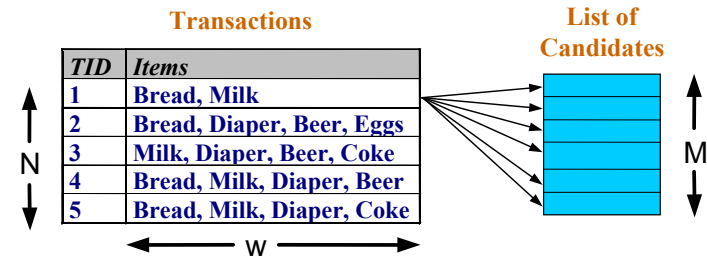 Transactions
List of
Candidates
TID Items
1 Bread, Milk
2 Bread, Diaper, Beer, Eggs
3 Milk, Diaper, Beer, Coke
4 Bread, Milk, Diaper, Beer
5 Bread, Milk, Diaper, Coke
N
M
w